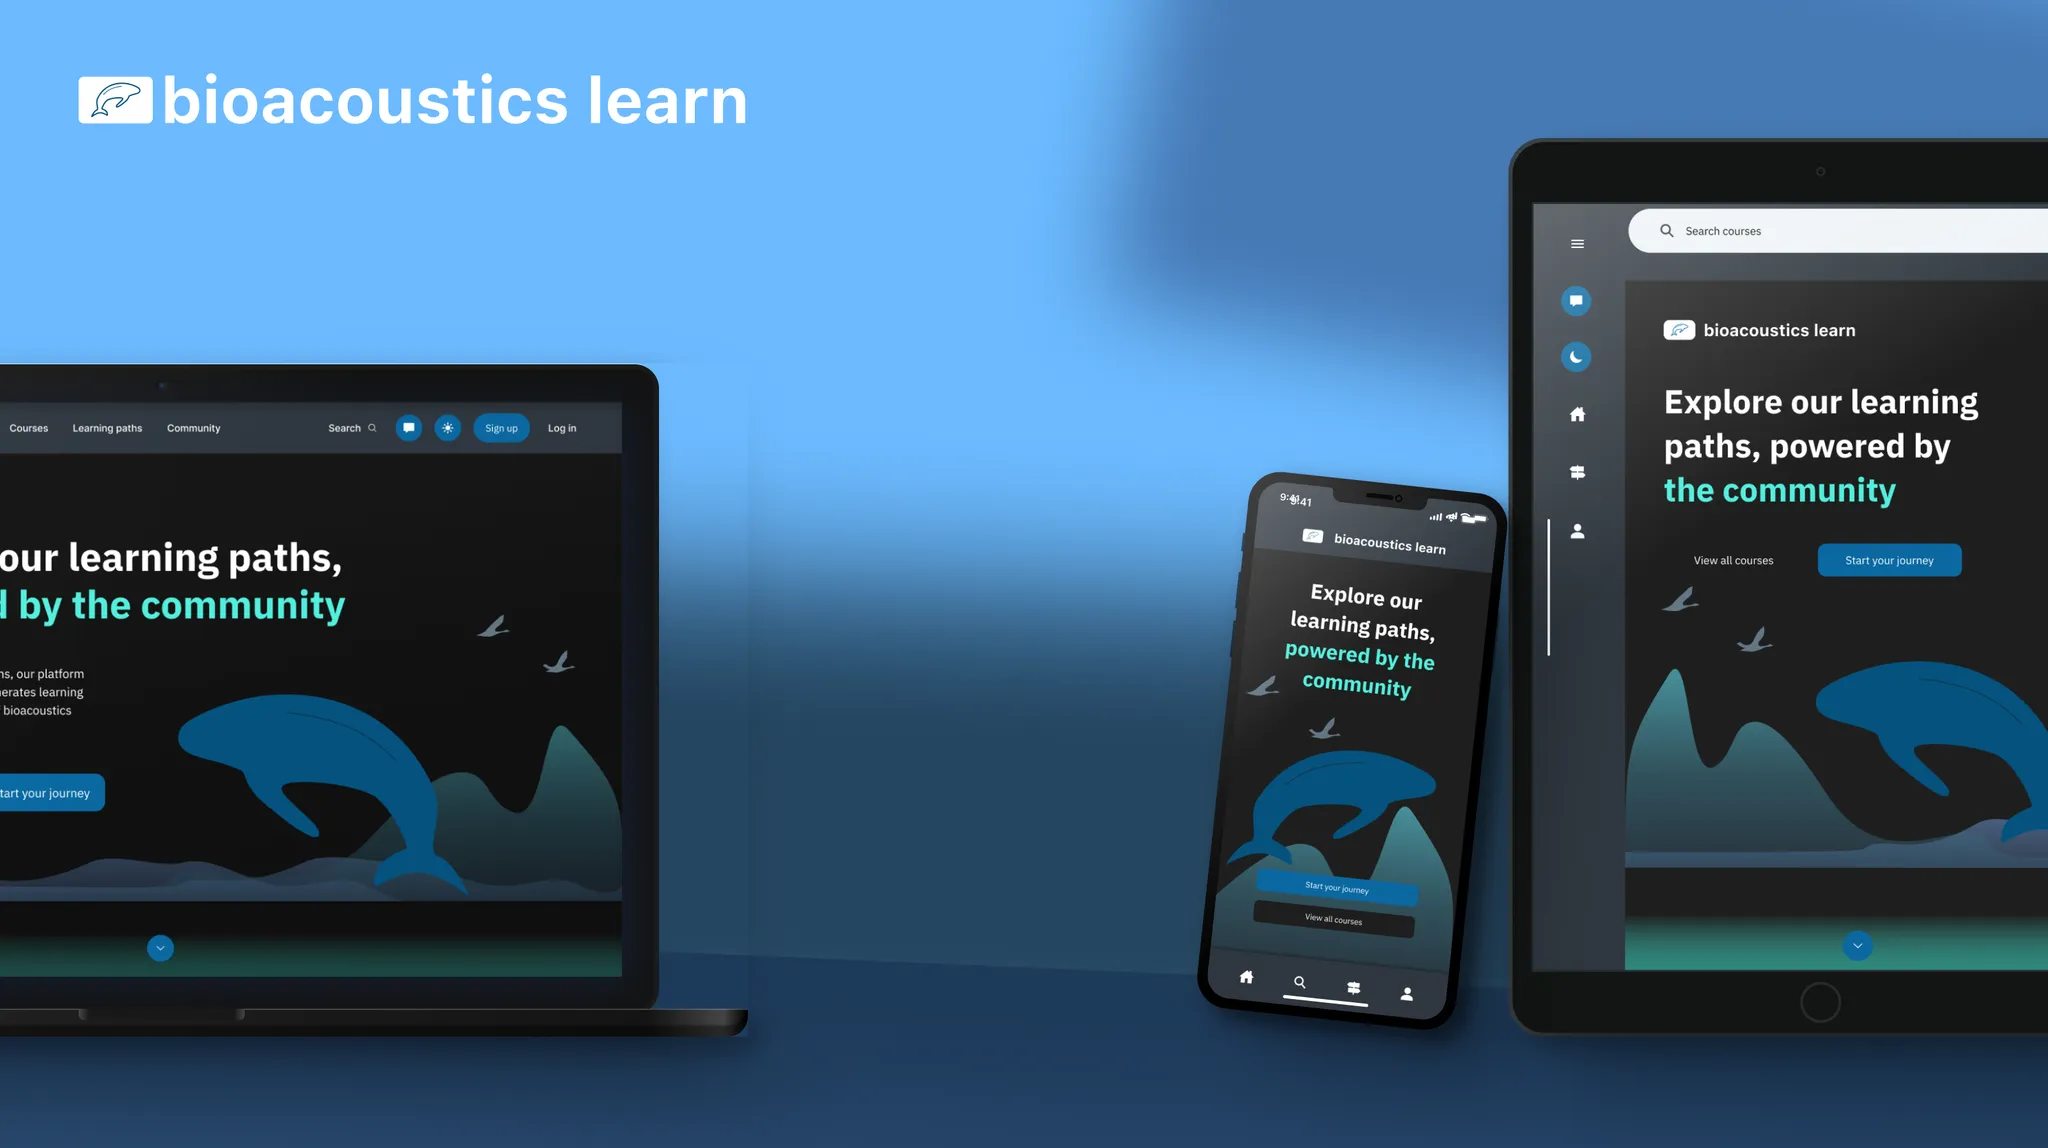 bioacoustics learn
Courses Learning paths Community Search Sign up Log in
our learning paths,
by the community
our platform
learning
bioacoustics
your journey
9:41
bioacoustics learn
Explore our
learning paths,
powered by the
community
Start your journey
View all courses
Search courses
bioacoustics learn
Explore our learning
paths, powered by
the community
View all courses Start your journey